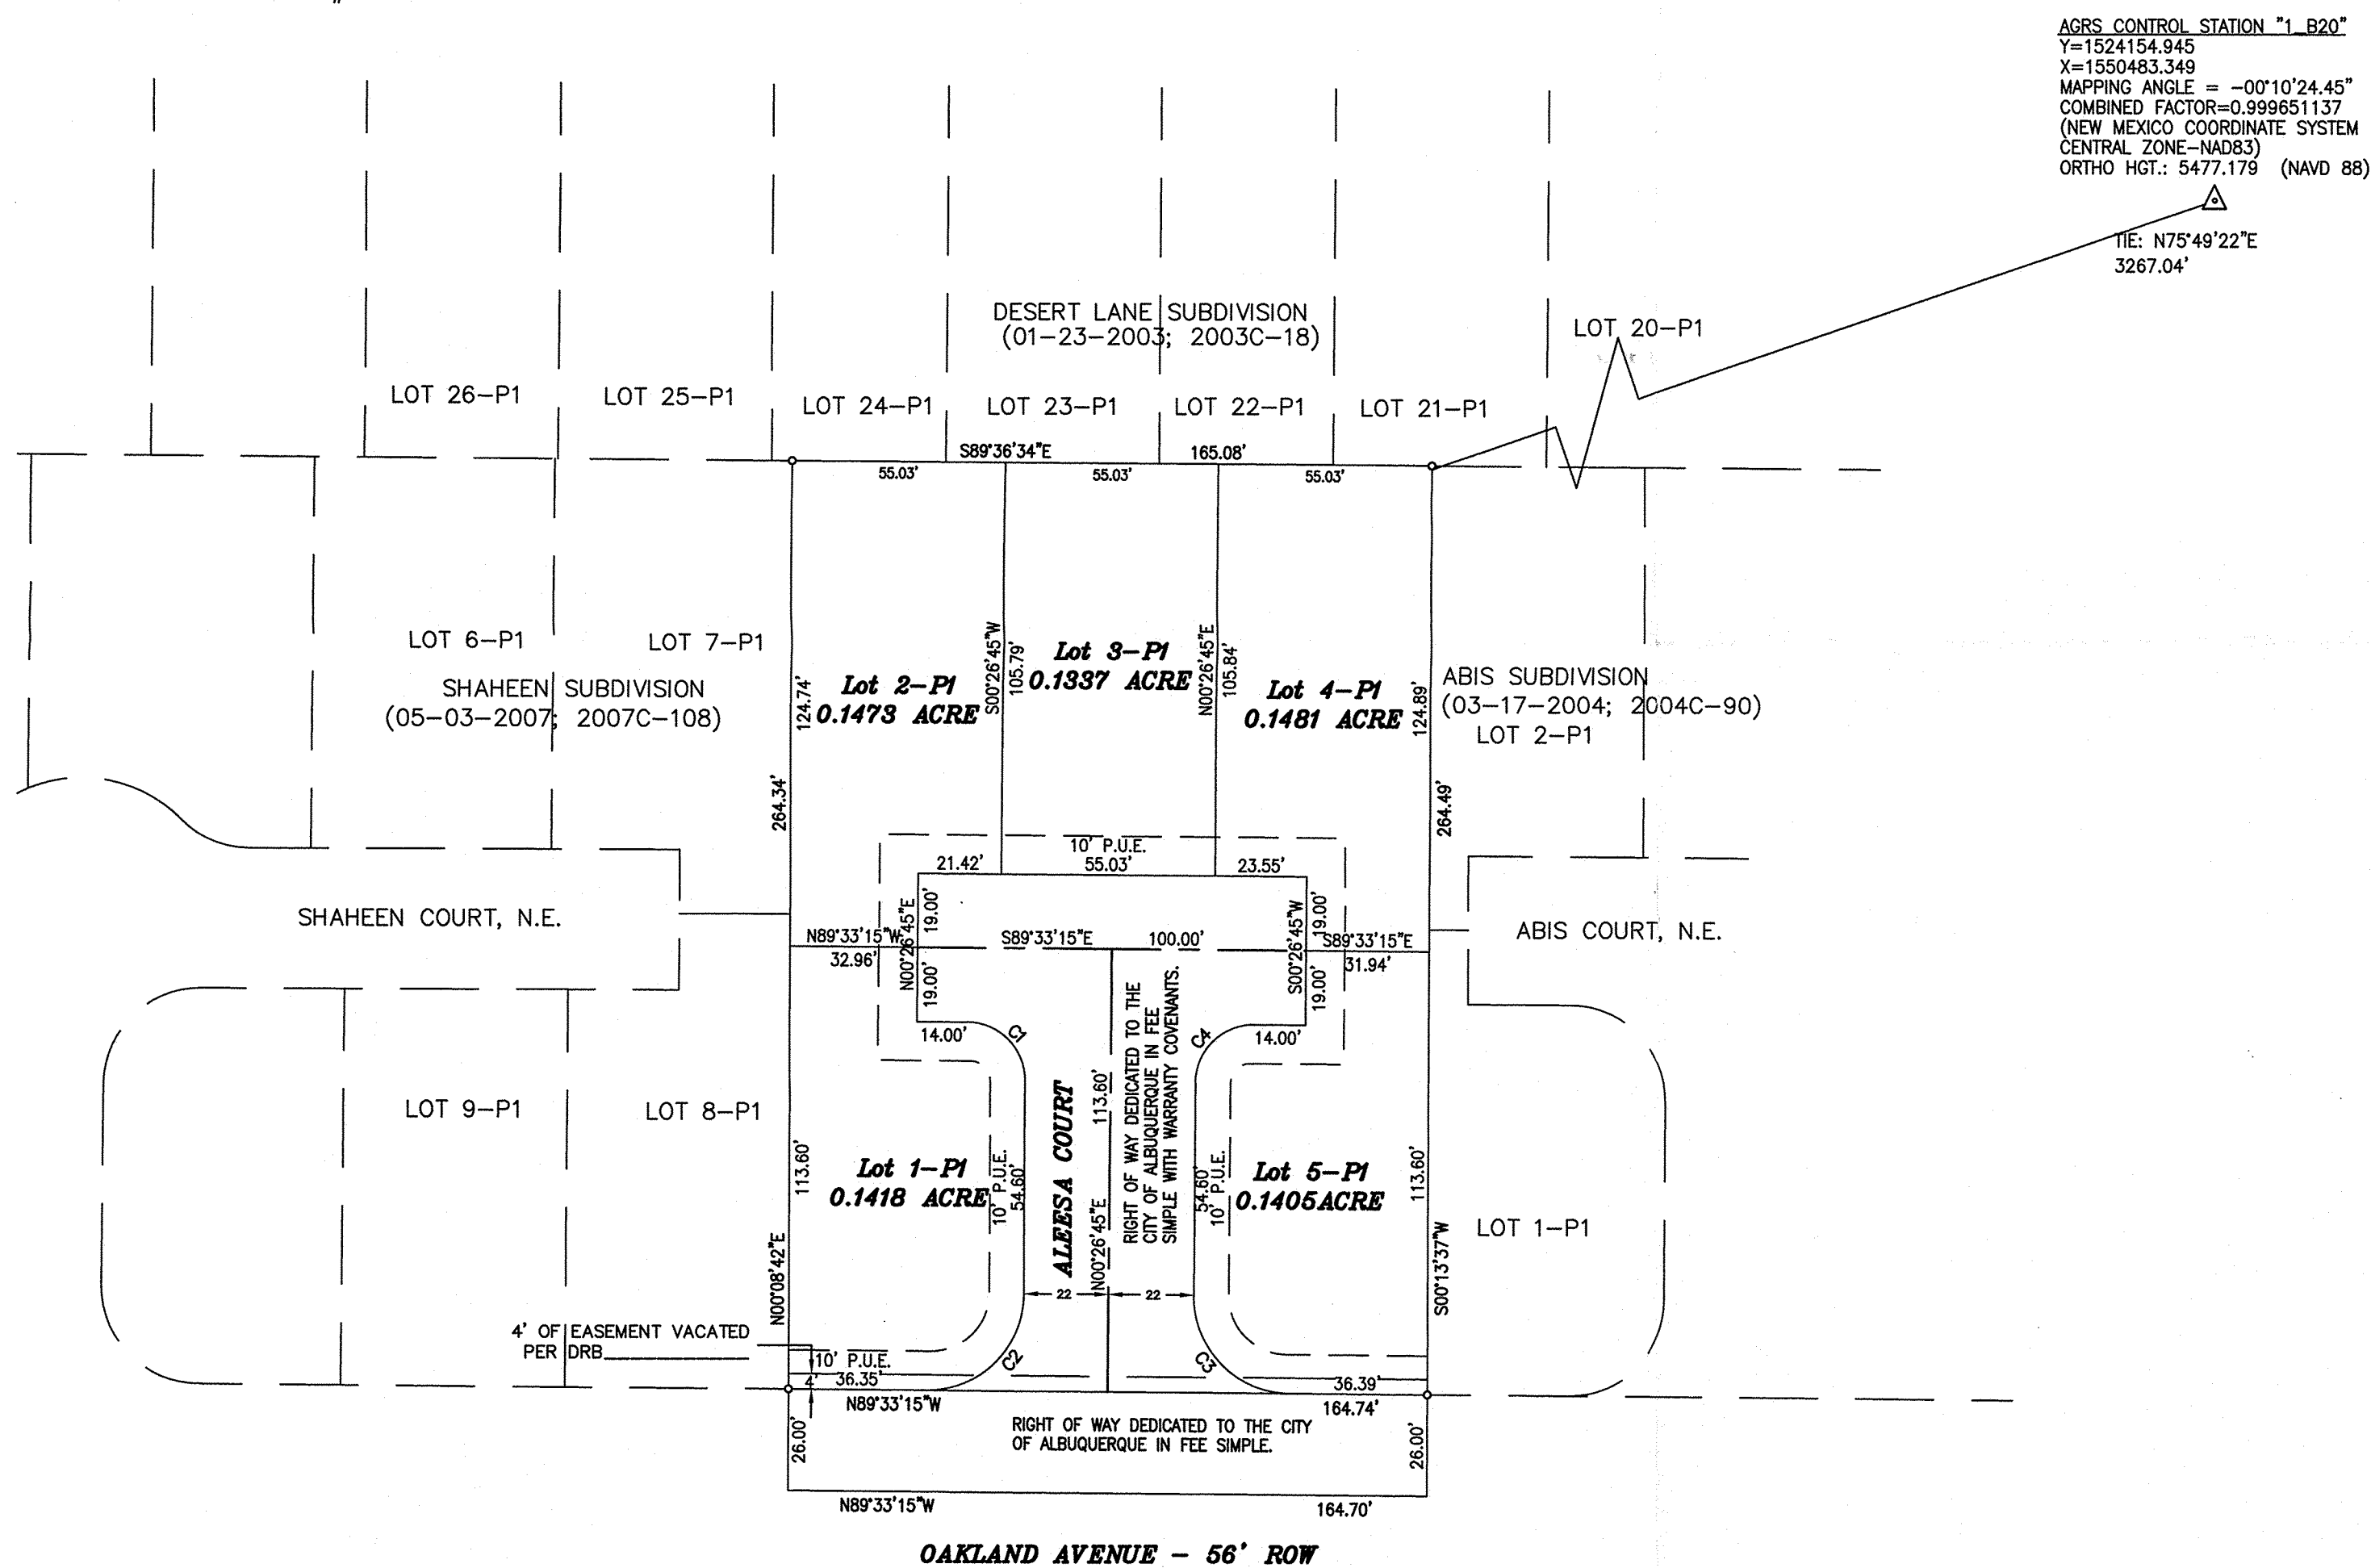 AGRS CONTROL STATION "1_B20"
Y=1524154.945
X=1550483.349
MAPPING ANGLE = -00°10'24.45"
COMBINED FACTOR=0.999651137
(NEW MEXICO COORDINATE SYSTEM
CENTRAL ZONE-NAD83)
ORTHO HGT.: 5477.179 (NAVD 88)
TIE: N75°49'22"E
3267.04'
DESERT LANE SUBDIVISION
(01-23-2003; 2003C-18)
LOT 20-P1
LOT 26-P1
LOT 25-P1
LOT 24-P1
LOT 23-P1
LOT 22-P1
LOT 21-P1
S89°36'34"E
165.08'
55.03'
55.03'
55.03'
LOT 6-P1
LOT 7-P1
SHAHEEN SUBDIVISION
(05-03-2007; 2007C-108)
124.74'
264.34'
Lot 2-P1
0.1473 ACRE
S00°26'45"W
105.79'
Lot 3-P1
0.1337 ACRE
N00°26'45"E
105.84'
Lot 4-P1
0.1481 ACRE
124.89'
264.49'
ABIS SUBDIVISION
(03-17-2004; 2004C-90)
LOT 2-P1
10' P.U.E.
21.42'
55.03'
23.55'
SHAHEEN COURT, N.E.
N89°33'15"W
32.96'
N00°26'45"E
19.00'
19.00'
S89°33'15"E
100.00'
S00°26'45"W
19.00'
19.00'
S89°33'15"E
31.94'
ABIS COURT, N.E.
14.00'
C1
C4
14.00'
LOT 9-P1
LOT 8-P1
113.60'
N00°08'42"E
Lot 1-P1
0.1418 ACRE
10' P.U.E.
54.60'
ALEESA COURT
113.60'
N00°26'45"E
RIGHT OF WAY DEDICATED TO THE
CITY OF ALBUQUERQUE IN FEE
SIMPLE WITH WARRANTY COVENANTS.
54.60'
10' P.U.E.
Lot 5-P1
0.1405ACRE
113.60'
S00°13'37"W
LOT 1-P1
22
22
4' OF EASEMENT VACATED
PER DRB
10' P.U.E.
4'
36.35'
C2
C3
36.39'
N89°33'15"W
164.74'
26.00'
RIGHT OF WAY DEDICATED TO THE CITY
OF ALBUQUERQUE IN FEE SIMPLE.
26.00'
N89°33'15"W
164.70'
OAKLAND AVENUE - 56' ROW